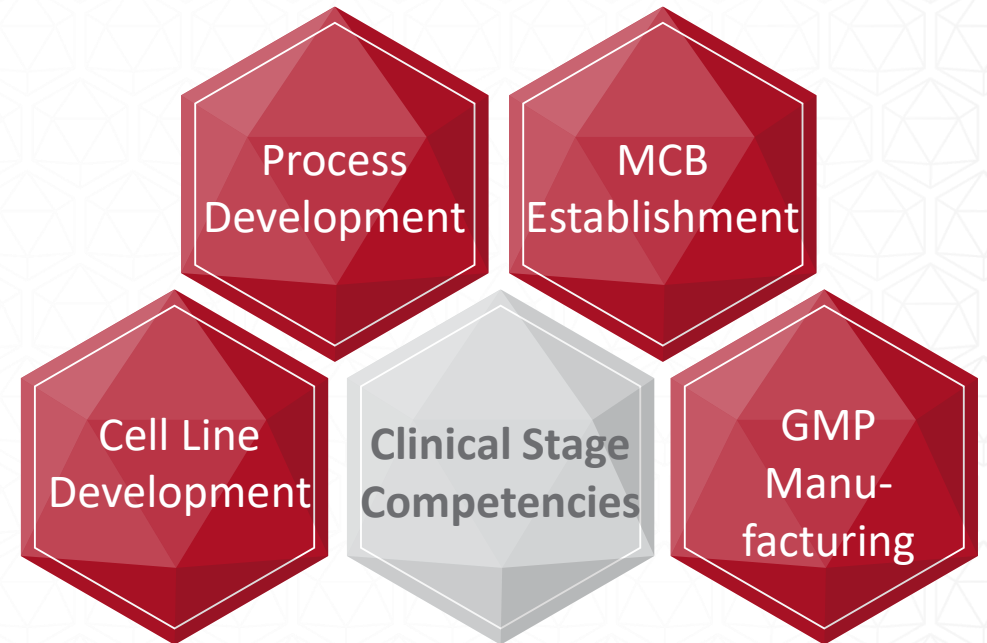 Process
Development
MCB
Establishment
Cell Line
Development
Clinical Stage
Competencies
GMP
Manu-
facturing